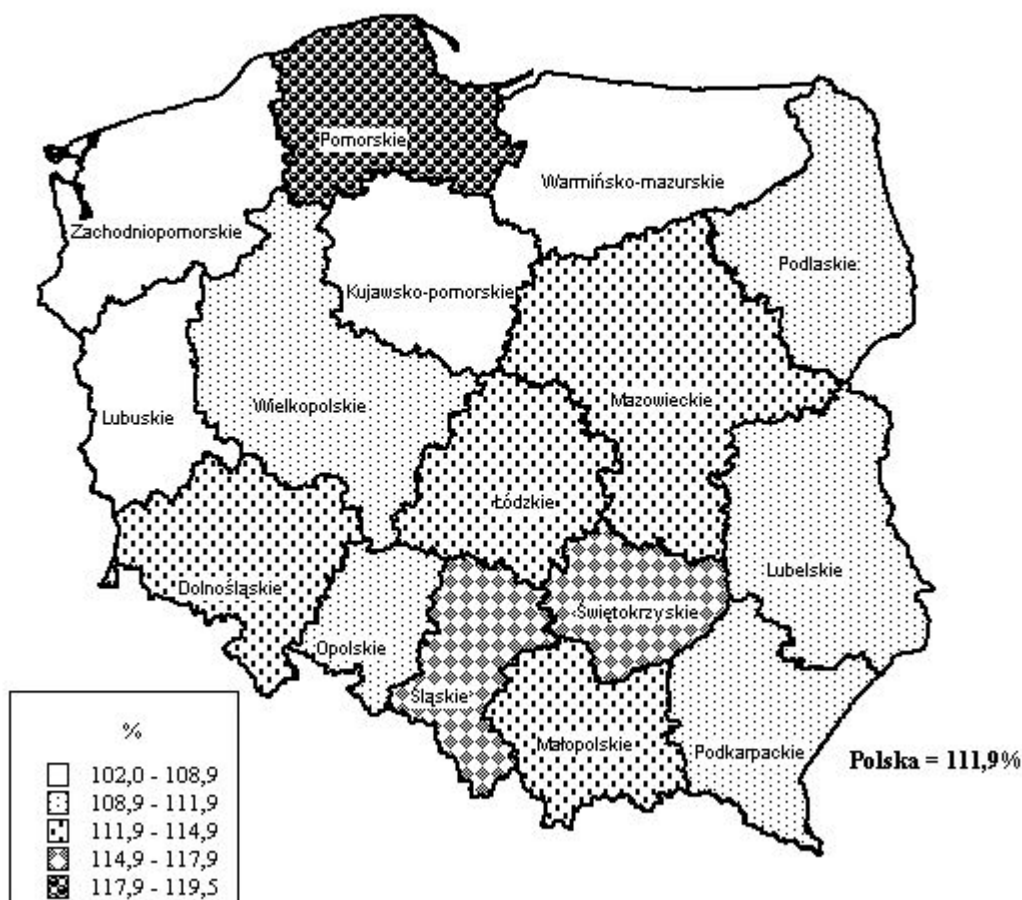 Pomorskie
Warmińsko-mazurskie
Zachodniopomorskie
Podlaskie
Kujawsko-pomorskie
Mazowieckie
Wielkopolskie
Lubuskie
Łódzkie
Lubelskie
Dolnośląskie
Świętokrzyskie
Opolskie
Śląskie
Małopolskie
Podkarpackie
Polska = 111,9%
%
102,0 - 108,9
108,9 - 111,9
111,9 - 114,9
114,9 - 117,9
117,9 - 119,5